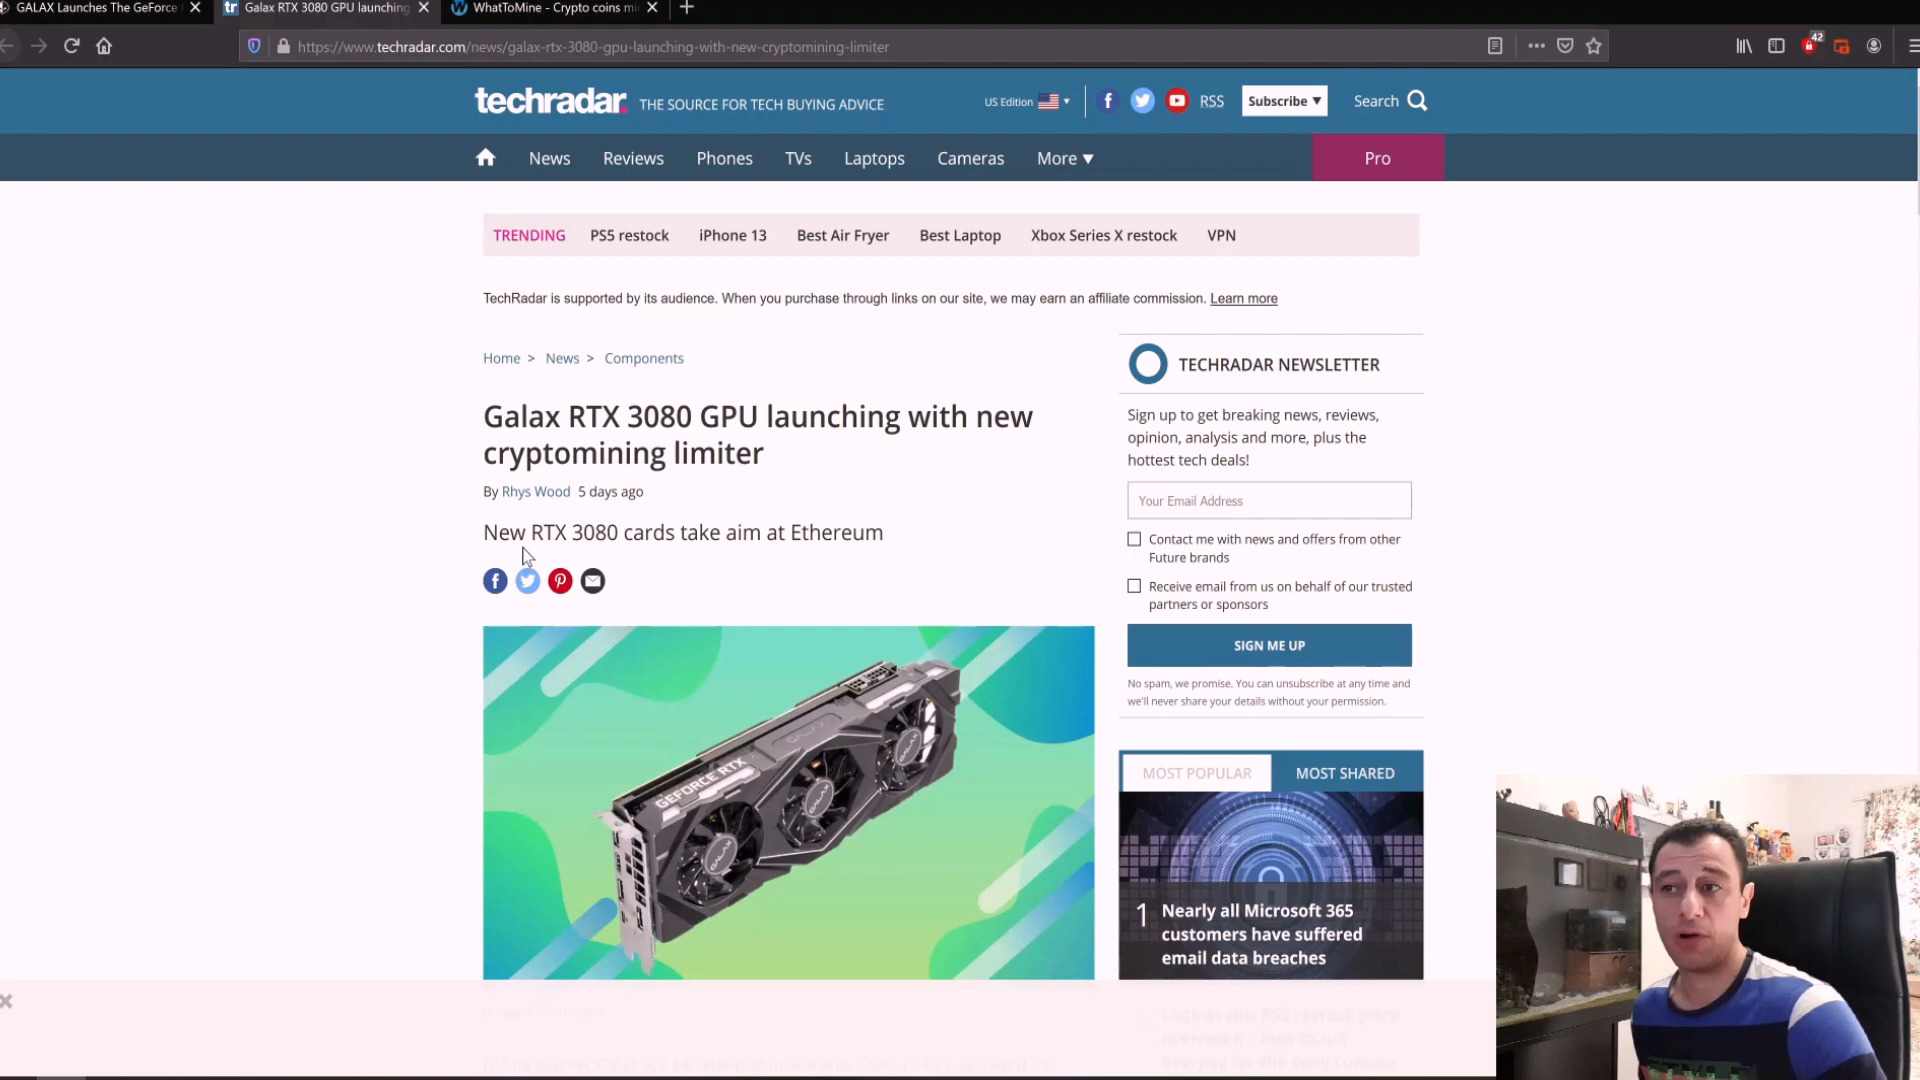 GALAX Launches The GeForce
Galax RTX 3080 GPU launching
WhatToMine - Crypto coins mi
https://www.techradar.com/news/galax-rtx-3080-gpu-launching-with-new-cryptomining-limiter
42
techradar.
THE SOURCE FOR TECH BUYING ADVICE
US Edition
RSS
Subscribe ▼
Search
News
Reviews
Phones
TVs
Laptops
Cameras
More ▼
Pro
TRENDING
PS5 restock
iPhone 13
Best Air Fryer
Best Laptop
Xbox Series X restock
VPN
TechRadar is supported by its audience. When you purchase through links on our site, we may earn an affiliate commission. Learn more
Home > News > Components
Galax RTX 3080 GPU launching with new
cryptomining limiter
By Rhys Wood 5 days ago
New RTX 3080 cards take aim at Ethereum
GEFORCE RTX
GALAX
GALAX
GALAX
TECHRADAR NEWSLETTER
Sign up to get breaking news, reviews,
opinion, analysis and more, plus the
hottest tech deals!
Your Email Address
Contact me with news and offers from other
Future brands
Receive email from us on behalf of our trusted
partners or sponsors
SIGN ME UP
No spam, we promise. You can unsubscribe at any time and
we'll never share your details without your permission.
MOST POPULAR
MOST SHARED
1
Nearly all Microsoft 365
customers have suffered
email data breaches